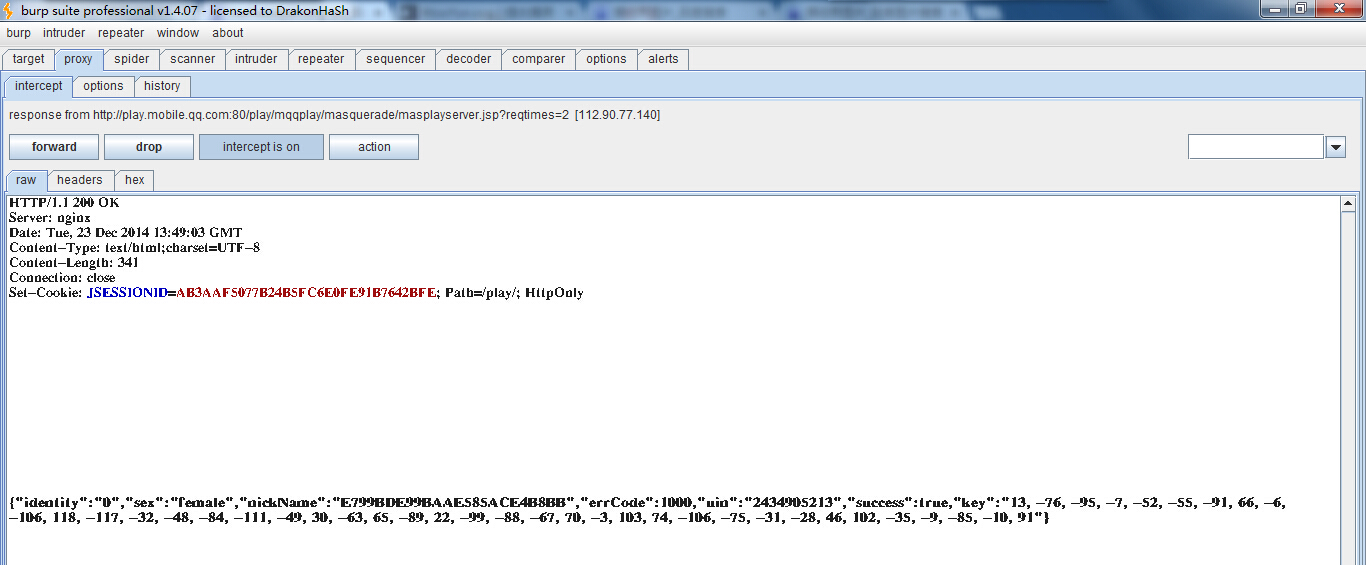 burp suite professional v1.4.07 - licensed to DrakonHaSh
burp intruder repeater window about
target proxy spider scanner intruder repeater sequencer decoder comparer options alerts
intercept options history
response from http://play.mobile.qq.com:80/play/mqqplay/masquerade/masplayserver.jsp?reqtimes=2 [112.90.77.140]
forward drop intercept is on action
raw headers hex
HTTP/1.1 200 OK
Server: nginx
Date: Tue, 23 Dec 2014 13:49:03 GMT
Content-Type: text/html;charset=UTF-8
Content-Length: 341
Connection: close
Set-Cookie: JSESSIONID=AB3AAF5077B24B5FC6E0FE91B7642BFE; Path=/play/; HttpOnly
{"identity":"0","sex":"female","nickName":"E799BDE99BAAE585ACE4B8BB","errCode":1000,"uin":"2434905213","success":true,"key":"13, -76, -95, -7, -52, -55, -91, 66, -6,
-106, 118, -117, -32, -48, -84, -111, -49, 30, -63, 65, -89, 22, -99, -88, -67, 70, -3, 103, 74, -106, -75, -31, -28, 46, 102, -35, -9, -85, -10, 91"}